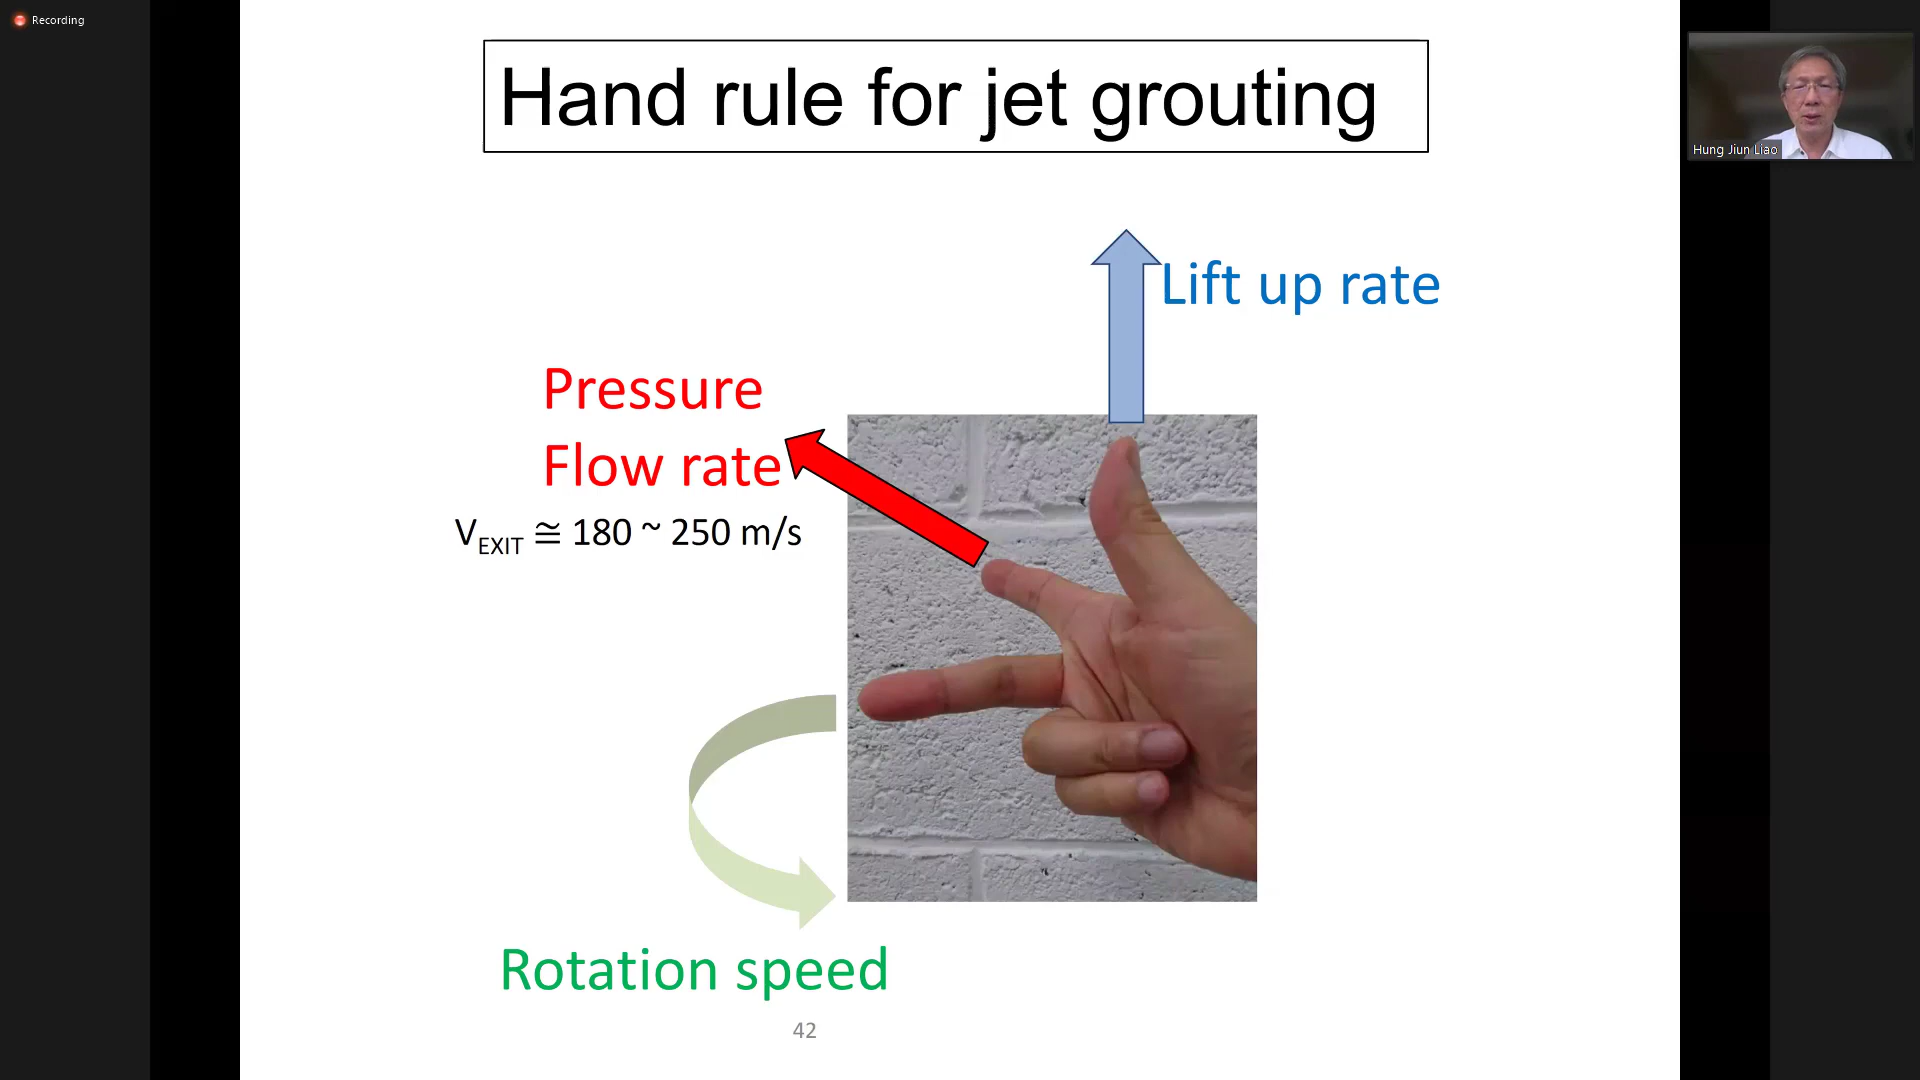 Recording
Hand rule for jet grouting
Hung Jiun Liao
Lift up rate
Pressure
Flow rate
V_EXIT ≅ 180 ~ 250 m/s
Rotation speed
42